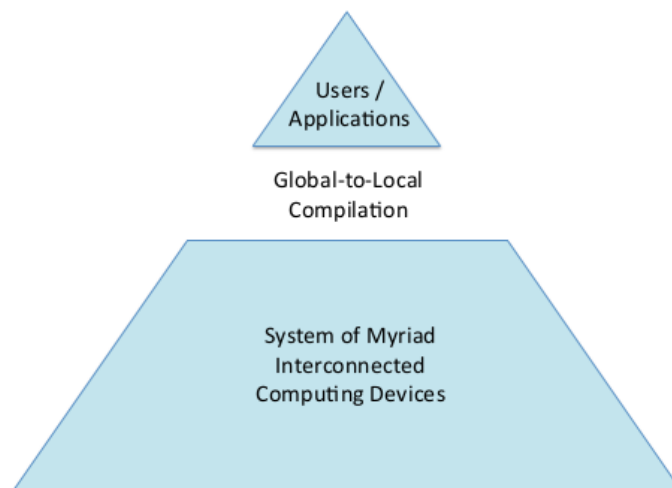 Users /
Applications
Global-to-Local
Compilation
System of Myriad
Interconnected
Computing Devices